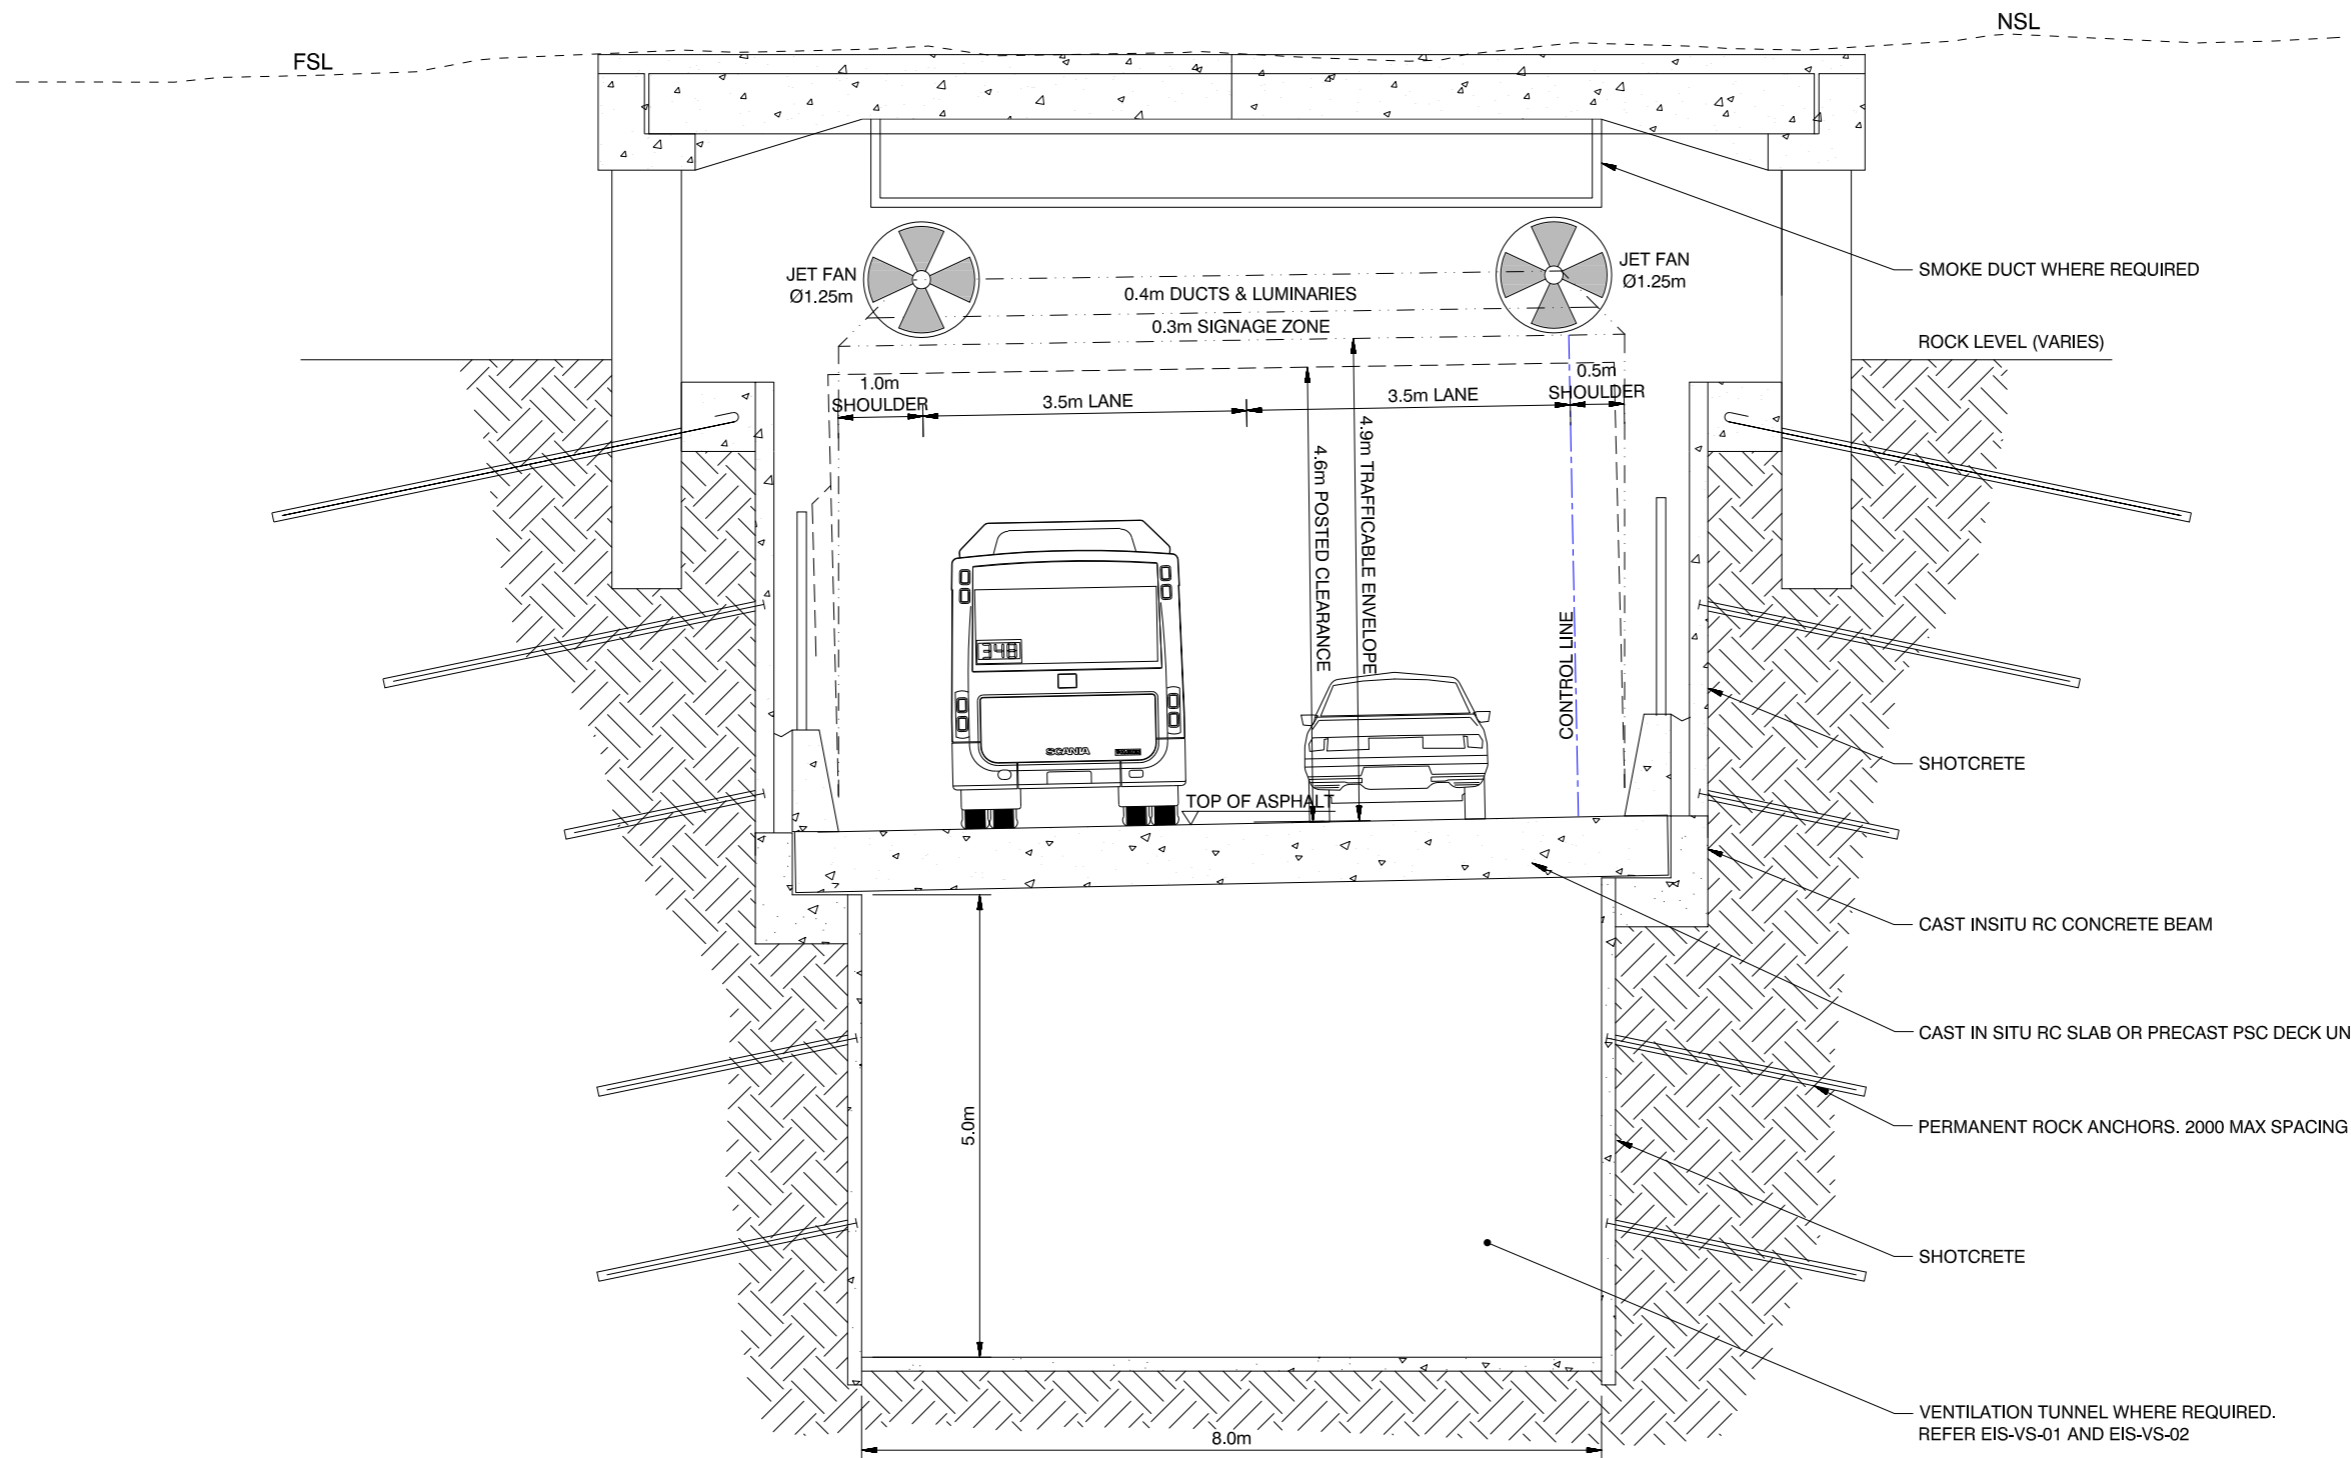 NSL
FSL
SMOKE DUCT WHERE REQUIRED
JET FAN
Ø1.25m
JET FAN
Ø1.25m
0.4m DUCTS & LUMINARIES
0.3m SIGNAGE ZONE
ROCK LEVEL (VARIES)
1.0m
SHOULDER
3.5m LANE
3.5m LANE
0.5m
SHOULDER
4.6m POSTED CLEARANCE
4.9m TRAFFICABLE ENVELOPE
CONTROL LINE
348
SCANIA
TOP OF ASPHALT
SHOTCRETE
CAST INSITU RC CONCRETE BEAM
CAST IN SITU RC SLAB OR PRECAST PSC DECK UN
PERMANENT ROCK ANCHORS. 2000 MAX SPACING
5.0m
SHOTCRETE
VENTILATION TUNNEL WHERE REQUIRED.
REFER EIS-VS-01 AND EIS-VS-02
8.0m